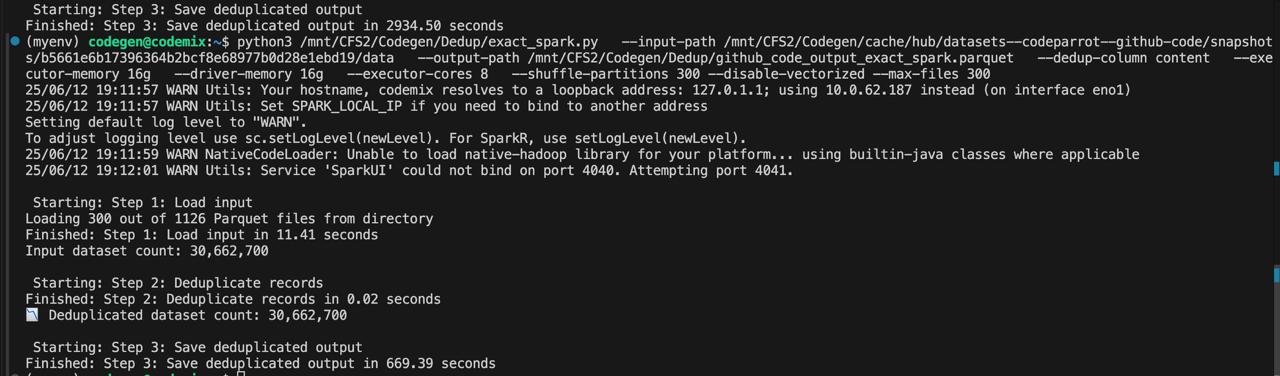 Starting: Step 3: Save deduplicated output
Finished: Step 3: Save deduplicated output in 2934.50 seconds
(myenv) codegen@codemix:~$ python3 /mnt/CFS2/Codegen/Dedup/exact_spark.py   --input-path /mnt/CFS2/Codegen/cache/hub/datasets--codeparrot--github-code/snapshot
s/b5661e6b17396364b2bcf8e68977b0d28e1ebd19/data   --output-path /mnt/CFS2/Codegen/Dedup/github_code_output_exact_spark.parquet   --dedup-column content   --exe
cutor-memory 16g   --driver-memory 16g   --executor-cores 8   --shuffle-partitions 300 --disable-vectorized --max-files 300
25/06/12 19:11:57 WARN Utils: Your hostname, codemix resolves to a loopback address: 127.0.1.1; using 10.0.62.187 instead (on interface eno1)
25/06/12 19:11:57 WARN Utils: Set SPARK_LOCAL_IP if you need to bind to another address
Setting default log level to "WARN".
To adjust logging level use sc.setLogLevel(newLevel). For SparkR, use setLogLevel(newLevel).
25/06/12 19:11:59 WARN NativeCodeLoader: Unable to load native-hadoop library for your platform... using builtin-java classes where applicable
25/06/12 19:12:01 WARN Utils: Service 'SparkUI' could not bind on port 4040. Attempting port 4041.
Starting: Step 1: Load input
Loading 300 out of 1126 Parquet files from directory
Finished: Step 1: Load input in 11.41 seconds
Input dataset count: 30,662,700
Starting: Step 2: Deduplicate records
Finished: Step 2: Deduplicate records in 0.02 seconds
📉 Deduplicated dataset count: 30,662,700
Starting: Step 3: Save deduplicated output
Finished: Step 3: Save deduplicated output in 669.39 seconds